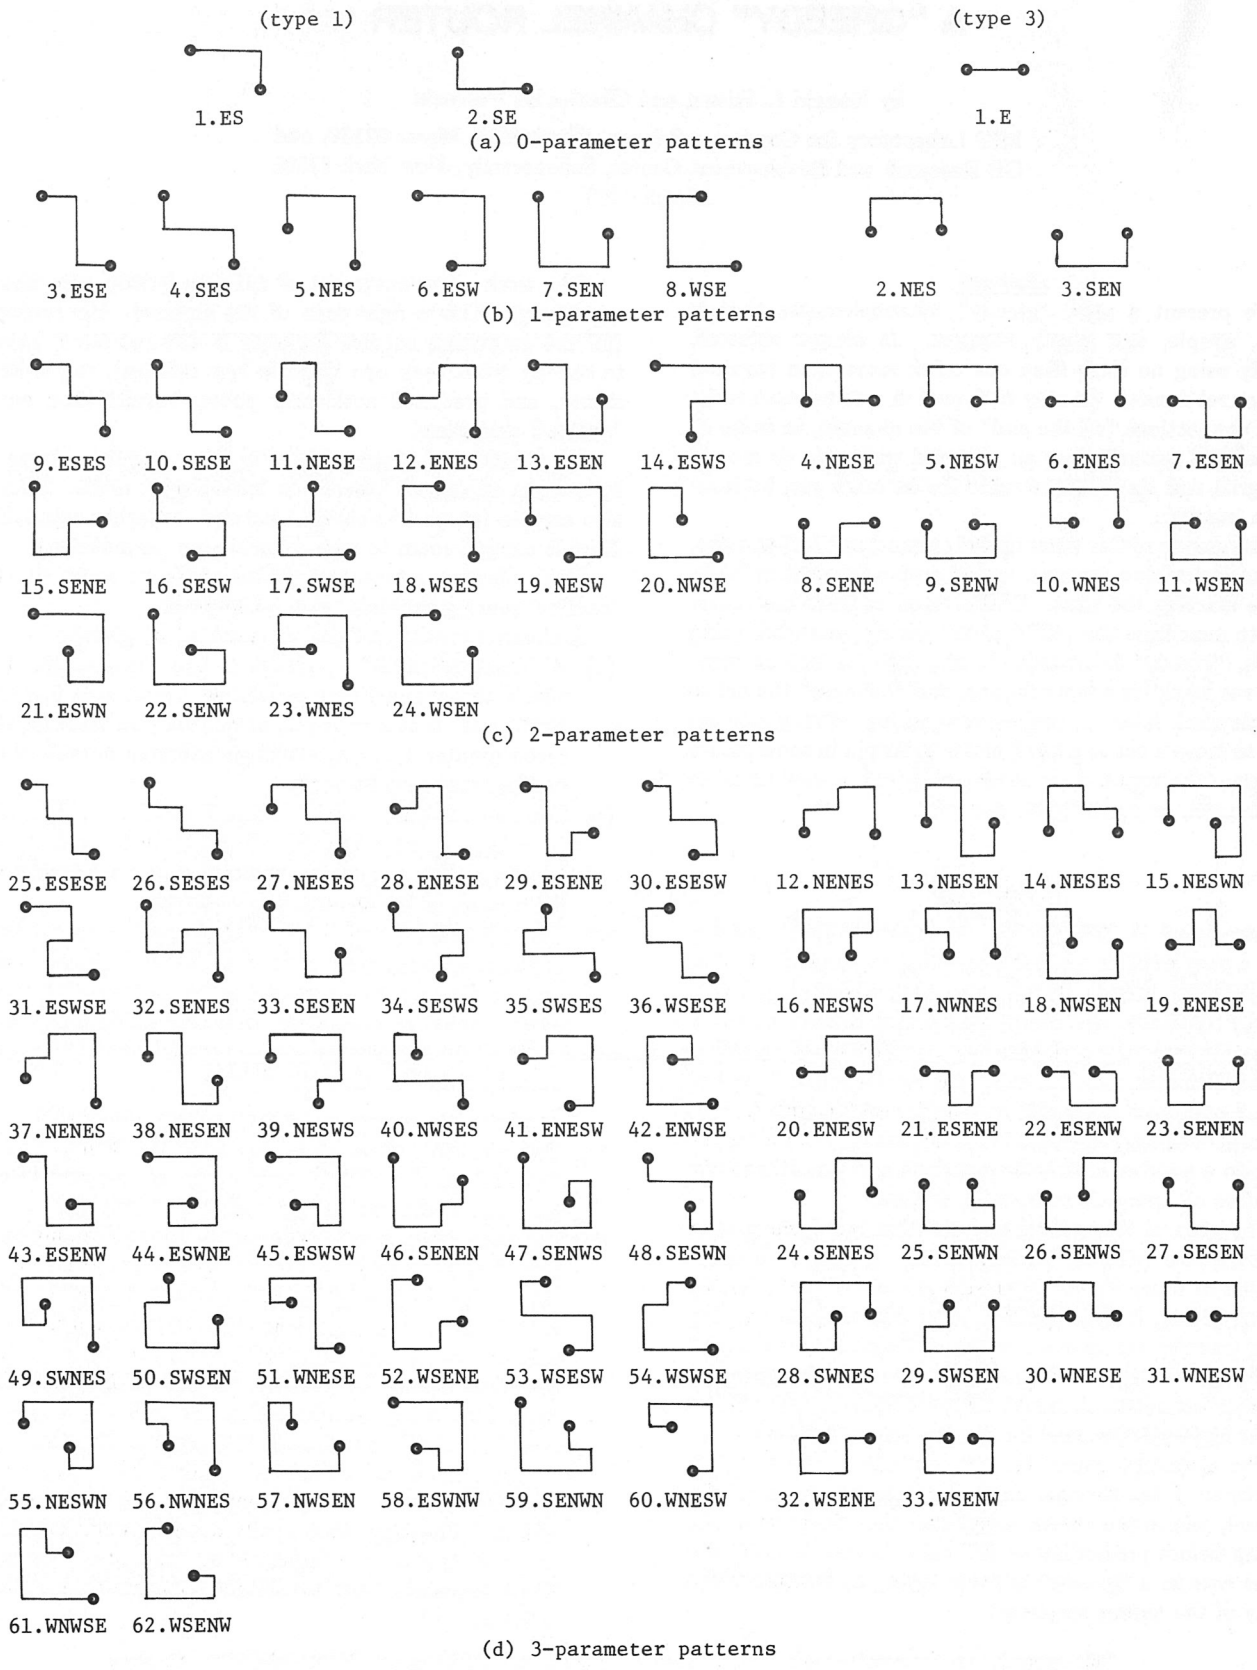 (type 1) (type 3)
1.ES 2.SE 1.E
(a) 0-parameter patterns
3.ESE 4.SES 5.NES 6.ESW 7.SEN 8.WSE 2.NES 3.SEN
(b) 1-parameter patterns
9.ESES 10.SESE 11.NESE 12.ENES 13.ESEN 14.ESWS 4.NESE 5.NESW 6.ENES 7.ESEN
15.SENE 16.SESW 17.SWSE 18.WSES 19.NESW 20.NWSE 8.SENE 9.SENW 10.WNES 11.WSEN
21.ESWN 22.SENW 23.WNES 24.WSEN
(c) 2-parameter patterns
25.ESESE 26.SESES 27.NESES 28.ENESE 29.ESENE 30.ESESW 12.NENES 13.NESEN 14.NESES 15.NESWN
31.ESWSE 32.SENES 33.SESEN 34.SESWS 35.SWSES 36.WSESE 16.NESWS 17.NWNES 18.NWSEN 19.ENESE
37.NENES 38.NESEN 39.NESWS 40.NWSES 41.ENESW 42.ENWSE 20.ENESW 21.ESENE 22.ESENW 23.SENEN
43.ESENW 44.ESWNE 45.ESWSW 46.SENEN 47.SENWS 48.SESWN 24.SENES 25.SENWN 26.SENWS 27.SESEN
49.SWNES 50.SWSEN 51.WNESE 52.WSENE 53.WSESW 54.WSWSE 28.SWNES 29.SWSEN 30.WNESE 31.WNESW
55.NESWN 56.NWNES 57.NWSEN 58.ESWNW 59.SENWN 60.WNESW 32.WSENE 33.WSENW
61.WNWSE 62.WSENW
(d) 3-parameter patterns